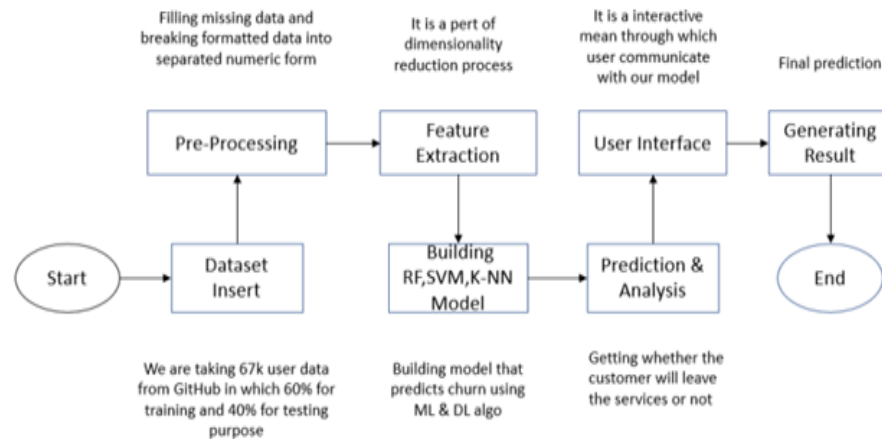 Filling missing data and
breaking formatted data into
separated numeric form
It is a pert of
dimensionality
reduction process
It is a interactive
mean through which
user communicate
with our model
Final prediction
Pre-Processing
Feature
Extraction
User Interface
Generating
Result
Start
Dataset
Insert
Building
RF,SVM,K-NN
Model
Prediction &
Analysis
End
We are taking 67k user data
from GitHub in which 60% for
training and 40% for testing
purpose
Building model that
predicts churn using
ML & DL algo
Getting whether the
customer will leave
the services or not